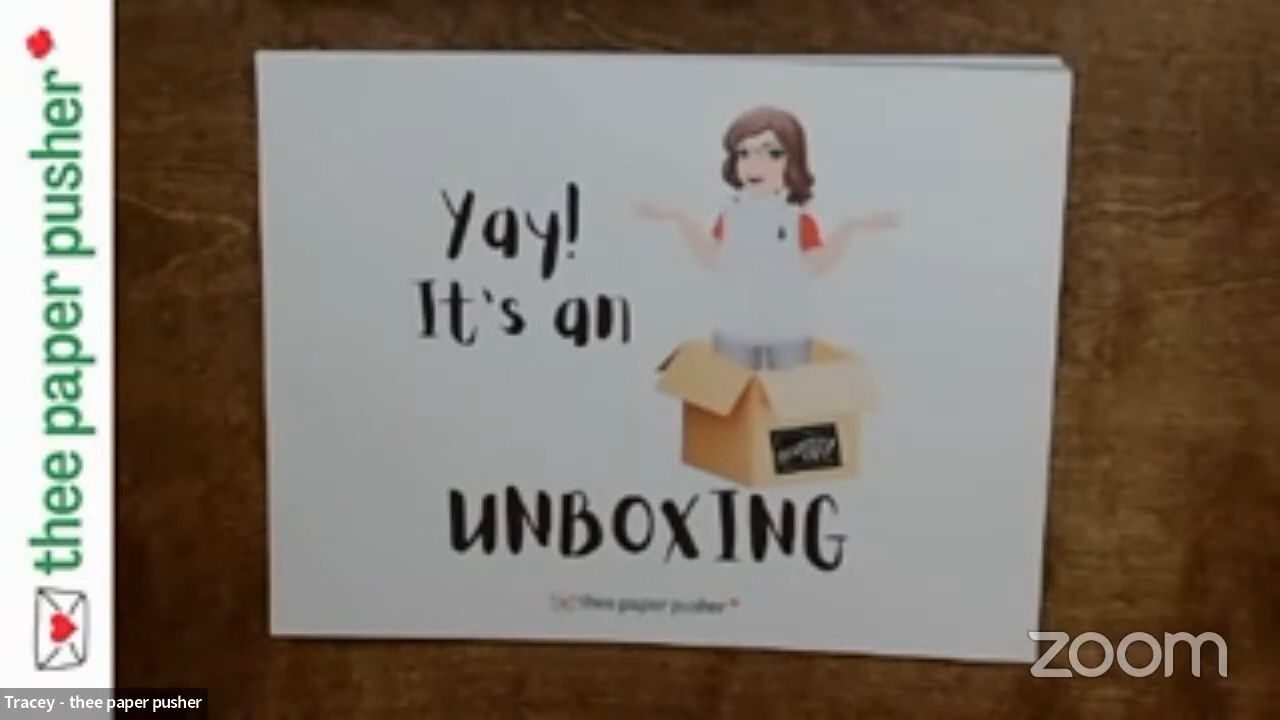 thee paper pusher
Yay!
It's an
UNBOXING
thee paper pusher
zoom
Tracey - thee paper pusher